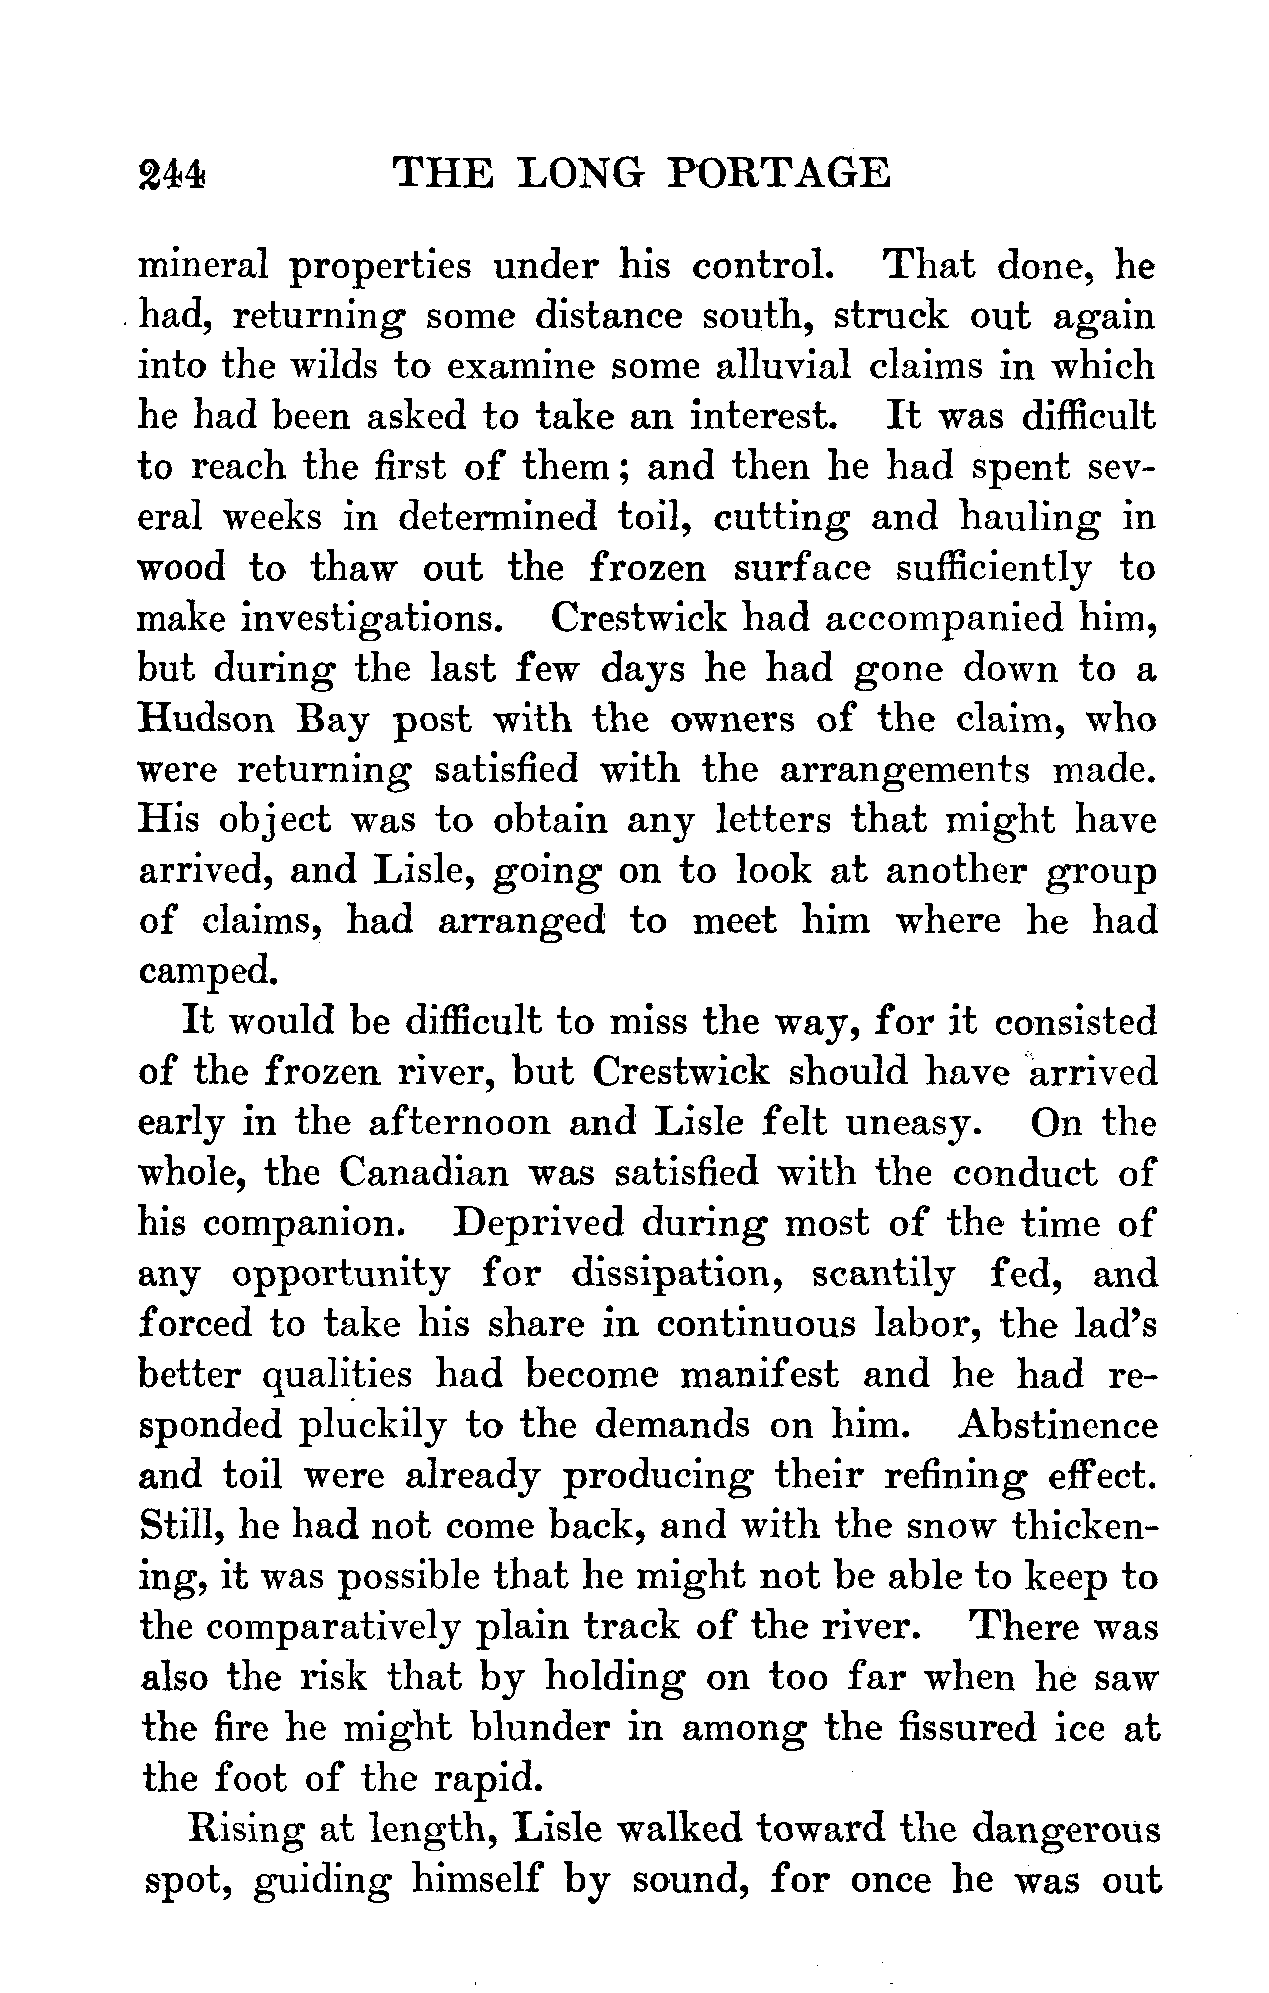 244 THE LONG PORTAGE
mineral properties under his control. That done, he
had, returning some distance south, struck out again
into the wilds to examine some alluvial claims in which
he had been asked to take an interest. It was difficult
to reach the first of them; and then he had spent sev-
eral weeks in determined toil, cutting and hauling in
wood to thaw out the frozen surface sufficiently to
make investigations. Crestwick had accompanied him,
but during the last few days he had gone down to a
Hudson Bay post with the owners of the claim, who
were returning satisfied with the arrangements made.
His object was to obtain any letters that might have
arrived, and Lisle, going on to look at another group
of claims, had arranged to meet him where he had
camped.
It would be difficult to miss the way, for it consisted
of the frozen river, but Crestwick should have arrived
early in the afternoon and Lisle felt uneasy. On the
whole, the Canadian was satisfied with the conduct of
his companion. Deprived during most of the time of
any opportunity for dissipation, scantily fed, and
forced to take his share in continuous labor, the lad's
better qualities had become manifest and he had re-
sponded pluckily to the demands on him. Abstinence
and toil were already producing their refining effect.
Still, he had not come back, and with the snow thicken-
ing, it was possible that he might not be able to keep to
the comparatively plain track of the river. There was
also the risk that by holding on too far when he saw
the fire he might blunder in among the fissured ice at
the foot of the rapid.
Rising at length, Lisle walked toward the dangerous
spot, guiding himself by sound, for once he was out